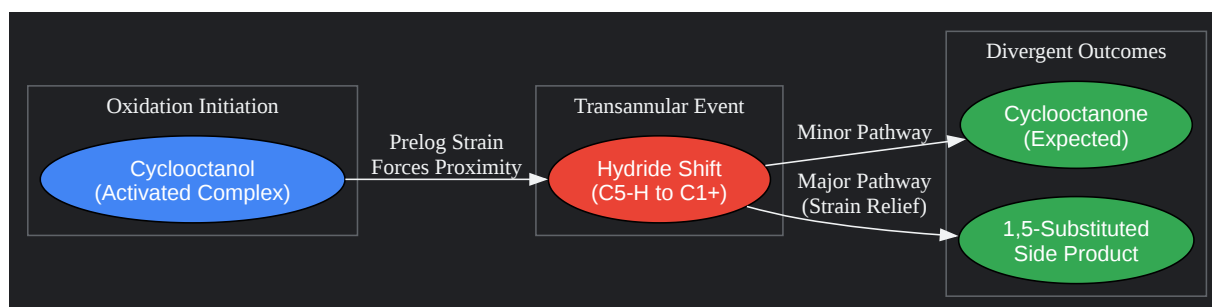 Oxidation Initiation
Cyclooctanol
(Activated Complex)
Prelog Strain
Forces Proximity
Transannular Event
Hydride Shift
(C5-H to C1+)
Minor Pathway
Major Pathway
(Strain Relief)
Divergent Outcomes
Cyclooctanone
(Expected)
1,5-Substituted
Side Product